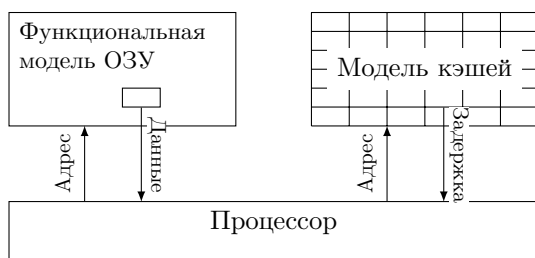 Функциональная
модель ОЗУ
Модель кэшей
Адрес
Данные
Адрес
Задержка
Процессор